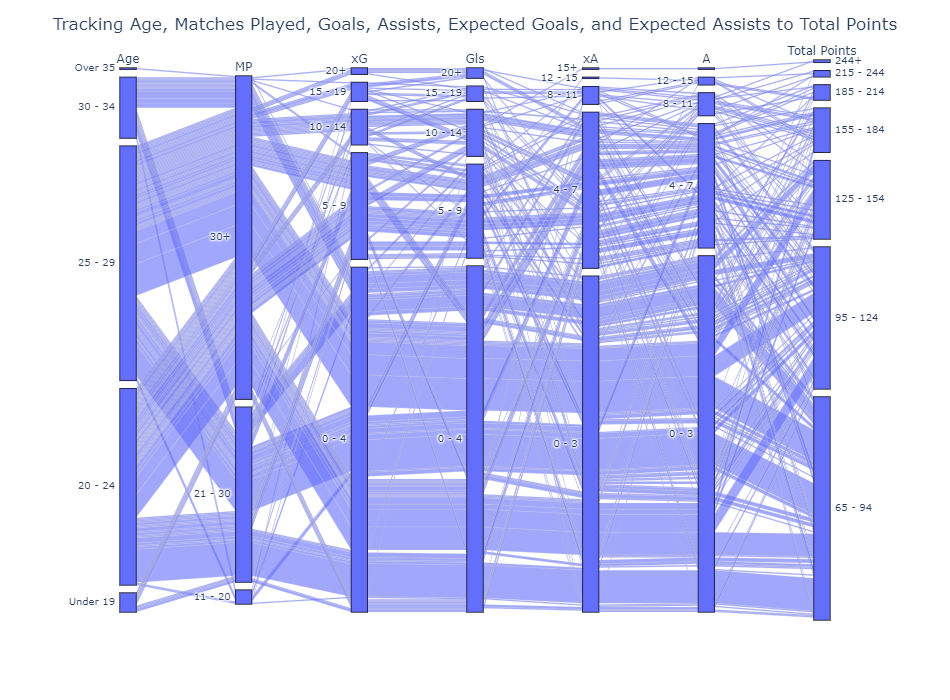 Tracking Age, Matches Played, Goals, Assists, Expected Goals, and Expected Assists to Total Points
Age
Over 35
30 - 34
25 - 29
20 - 24
Under 19
MP
30+
21 - 30
11 - 20
xG
20+
15 - 19
10 - 14
5 - 9
0 - 4
Gls
20+
15 - 19
10 - 14
5 - 9
0 - 4
xA
15+
12 - 15
8 - 11
4 - 7
0 - 3
A
12 - 15
8 - 11
4 - 7
0 - 3
Total Points
244+
215 - 244
185 - 214
155 - 184
125 - 154
95 - 124
65 - 94